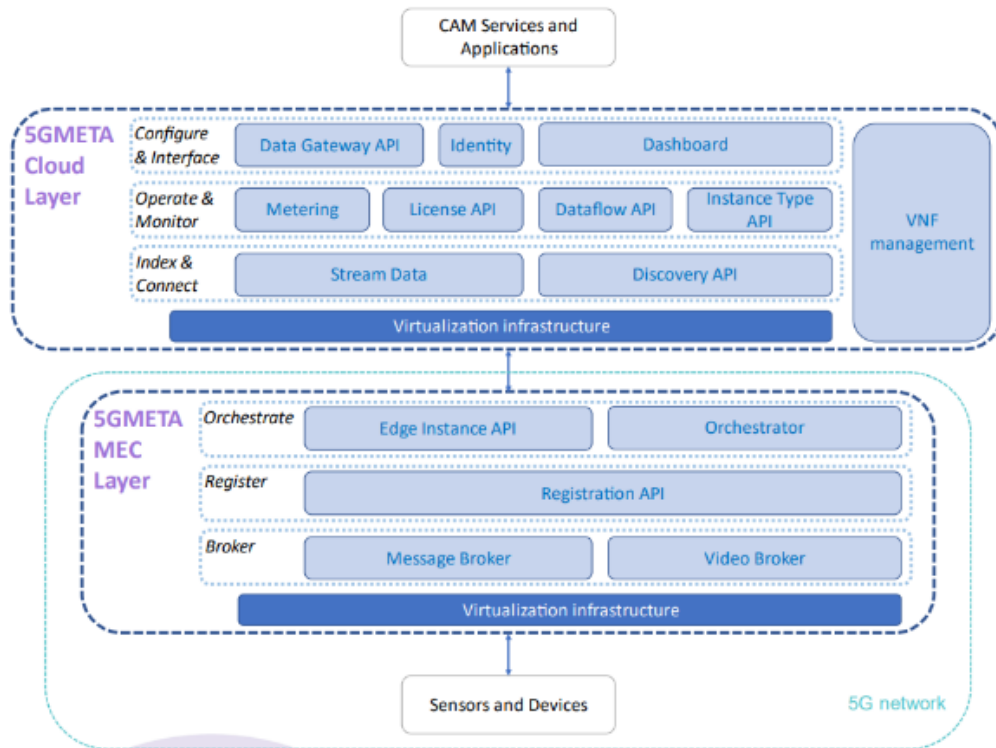 CAM Services and
Applications
5GMETA
Cloud
Layer
Configure
& Interface
Data Gateway API
Identity
Dashboard
Operate &
Monitor
Metering
License API
Dataflow API
Instance Type
API
Index &
Connect
Stream Data
Discovery API
Virtualization infrastructure
VNF
management
5GMETA
MEC
Layer
Orchestrate
Edge Instance API
Orchestrator
Register
Registration API
Broker
Message Broker
Video Broker
Virtualization infrastructure
Sensors and Devices
5G network